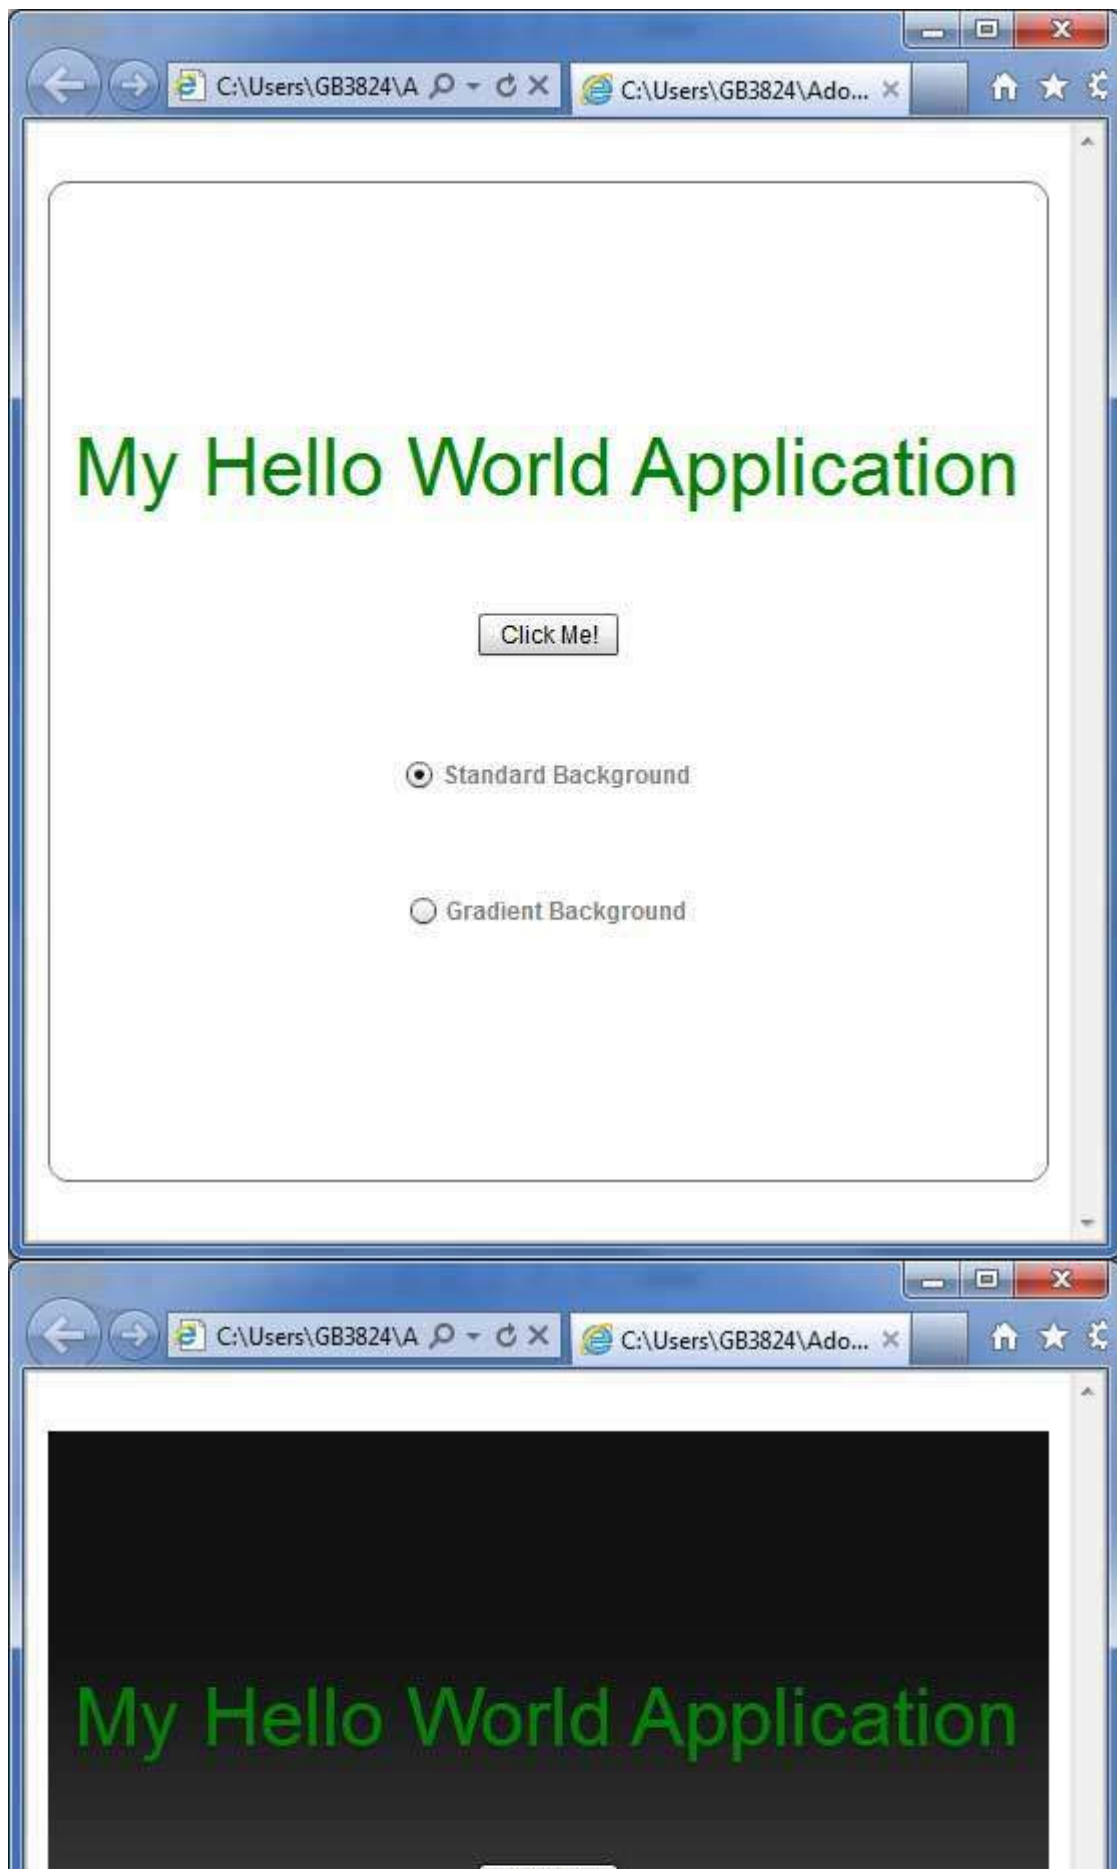 C:\Users\GB3824\A
C:\Users\GB3824\Ado...
My Hello World Application
Click Me!
Standard Background
Gradient Background
C:\Users\GB3824\A
C:\Users\GB3824\Ado...
My Hello World Application